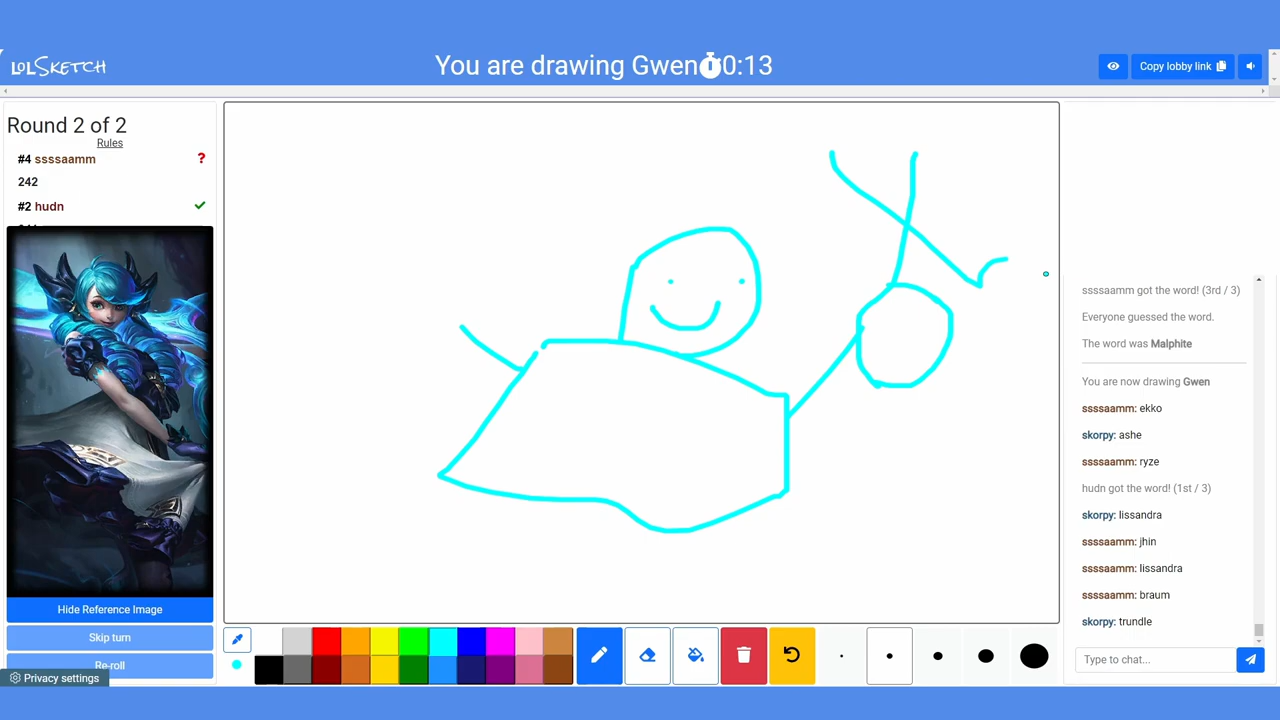 LOLSKETCH
You are drawing Gwen 0:13
Copy lobby link
Round 2 of 2
Rules
#4 ssssaamm
242
#2 hudn
Hide Reference Image
Skip turn
Re-roll
Privacy settings
ssssaamm got the word! (3rd / 3)
Everyone guessed the word.
The word was Malphite
You are now drawing Gwen
ssssaamm: ekko
skorpy: ashe
ssssaamm: ryze
hudn got the word! (1st / 3)
skorpy: lissandra
ssssaamm: jhin
ssssaamm: lissandra
ssssaamm: braum
skorpy: trundle
Type to chat...